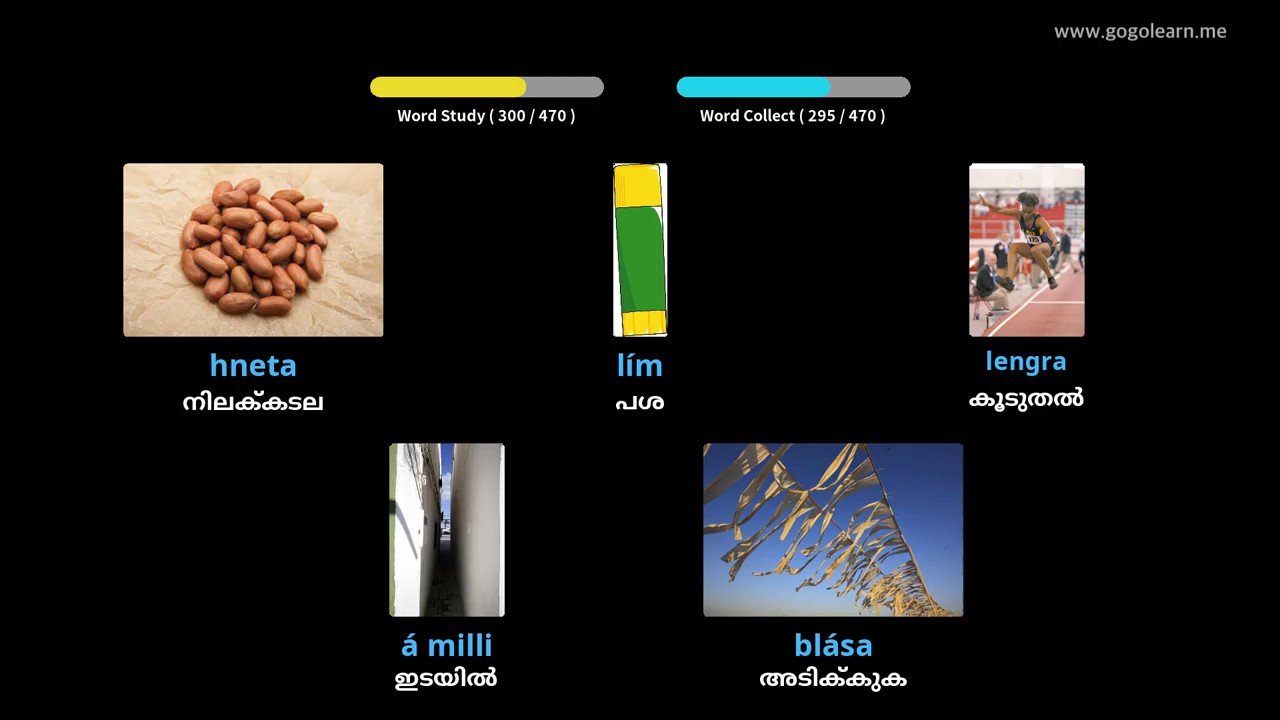 www.gogolearn.me
Word Study ( 300 / 470 )
Word Collect ( 295 / 470 )
hneta
നിലക്കടല
lím
പശ
lengra
കൂടുതൽ
á milli
ഇടയിൽ
blása
അടിക്കുക